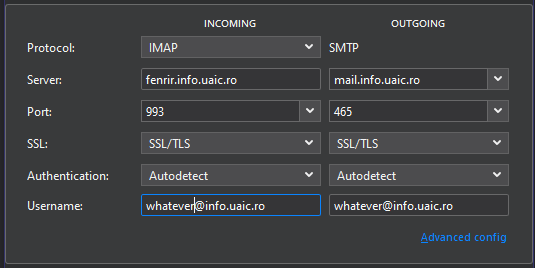 INCOMING OUTGOING
Protocol: IMAP SMTP
Server: fenrir.info.uaic.ro mail.info.uaic.ro
Port: 993 465
SSL: SSL/TLS SSL/TLS
Authentication: Autodetect Autodetect
Username: whatever@info.uaic.ro whatever@info.uaic.ro
Advanced config